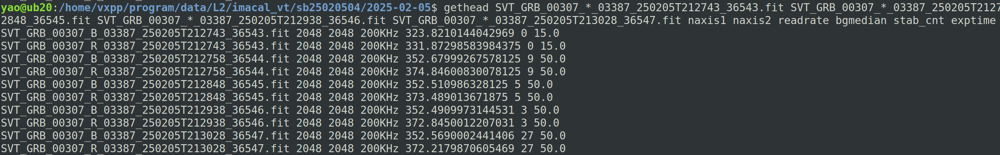 yao@ub20:/home/vxpp/program/data/L2/imacal_vt/sb25020504/2025-02-05$ gethead SVT_GRB_00307_*_03387_250205T212743_36543.fit SVT_GRB_00307_*_03387_250205T2127
2848_36545.fit SVT_GRB_00307_*_03387_250205T212938_36546.fit SVT_GRB_00307_*_03387_250205T213028_36547.fit naxis1 naxis2 readrate bgmedian stab_cnt exptime
SVT_GRB_00307_B_03387_250205T212743_36543.fit 2048 2048 200KHz 323.8210144042969 0 15.0
SVT_GRB_00307_R_03387_250205T212743_36543.fit 2048 2048 200KHz 331.87298583984375 0 15.0
SVT_GRB_00307_B_03387_250205T212758_36544.fit 2048 2048 200KHz 352.67999267578125 9 50.0
SVT_GRB_00307_R_03387_250205T212758_36544.fit 2048 2048 200KHz 374.84600830078125 9 50.0
SVT_GRB_00307_B_03387_250205T212848_36545.fit 2048 2048 200KHz 352.510986328125 5 50.0
SVT_GRB_00307_R_03387_250205T212848_36545.fit 2048 2048 200KHz 373.489013671875 5 50.0
SVT_GRB_00307_B_03387_250205T212938_36546.fit 2048 2048 200KHz 352.4909973144531 3 50.0
SVT_GRB_00307_R_03387_250205T212938_36546.fit 2048 2048 200KHz 372.8450012207031 3 50.0
SVT_GRB_00307_B_03387_250205T213028_36547.fit 2048 2048 200KHz 352.5690002441406 27 50.0
SVT_GRB_00307_R_03387_250205T213028_36547.fit 2048 2048 200KHz 372.2179870605469 27 50.0